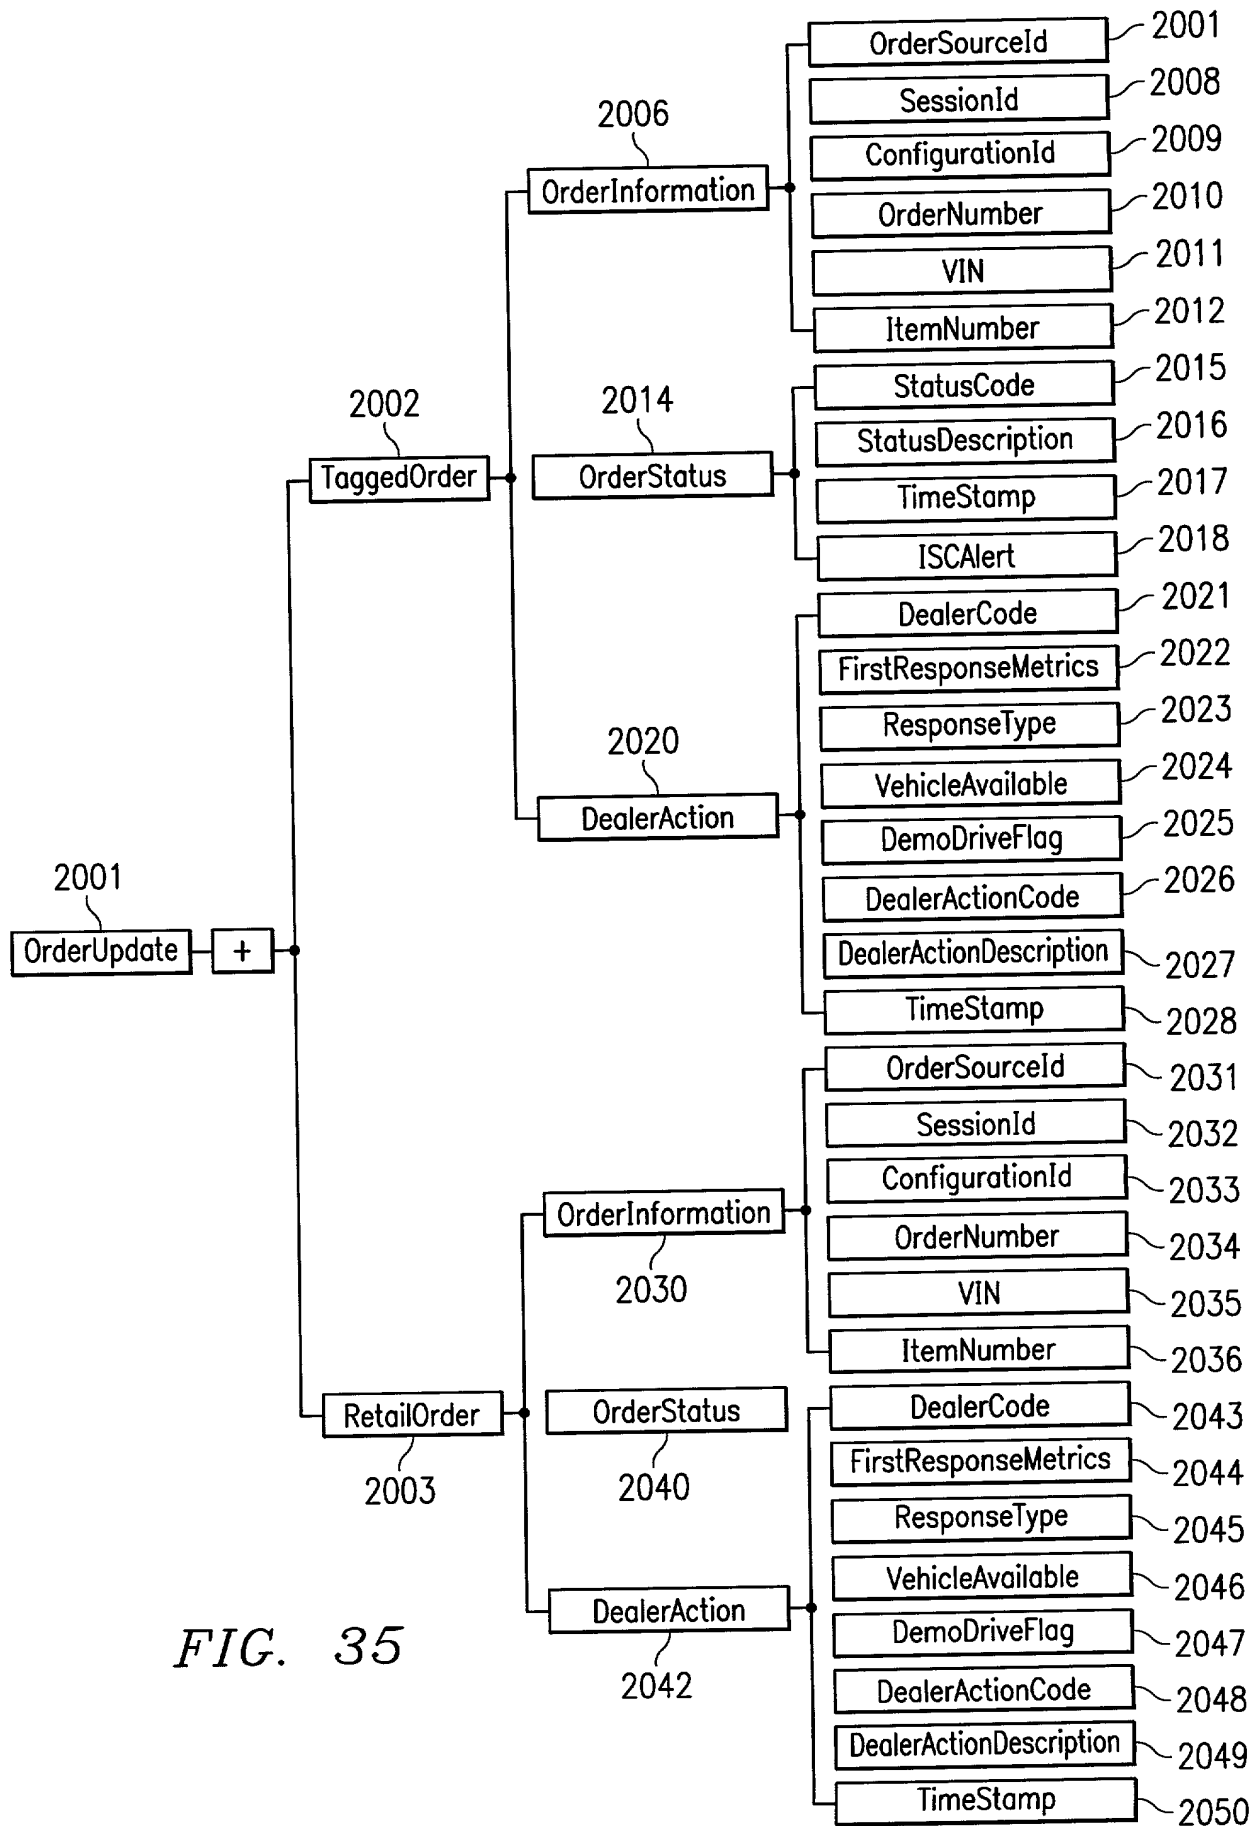 OrderSourceId 2001
SessionId 2008
2006
ConfigurationId 2009
OrderInformation
OrderNumber 2010
VIN 2011
ItemNumber 2012
StatusCode 2015
2002
2014
StatusDescription 2016
TaggedOrder
OrderStatus
TimeStamp 2017
ISCAlert 2018
DealerCode 2021
FirstResponseMetrics 2022
ResponseType 2023
2020
VehicleAvailable 2024
DealerAction
DemoDriveFlag 2025
2001
DealerActionCode 2026
OrderUpdate +
DealerActionDescription 2027
TimeStamp 2028
OrderSourceId 2031
SessionId 2032
ConfigurationId 2033
OrderInformation
OrderNumber 2034
2030
VIN 2035
ItemNumber 2036
RetailOrder
OrderStatus
DealerCode 2043
2003
2040
FirstResponseMetrics 2044
ResponseType 2045
VehicleAvailable 2046
DealerAction
DemoDriveFlag 2047
2042
DealerActionCode 2048
DealerActionDescription 2049
TimeStamp 2050
FIG. 35